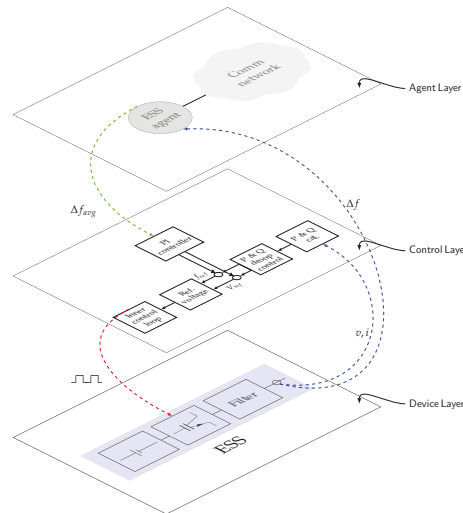 Comm
network
ESS
agent
Agent Layer
Δf_avg
Δf
PI
controller
P & Q
cal.
P & Q
droop
control
Control Layer
f_ref
V_ref
Ref.
voltage
Inner
control
loop
v, i
Device Layer
Filter
ESS